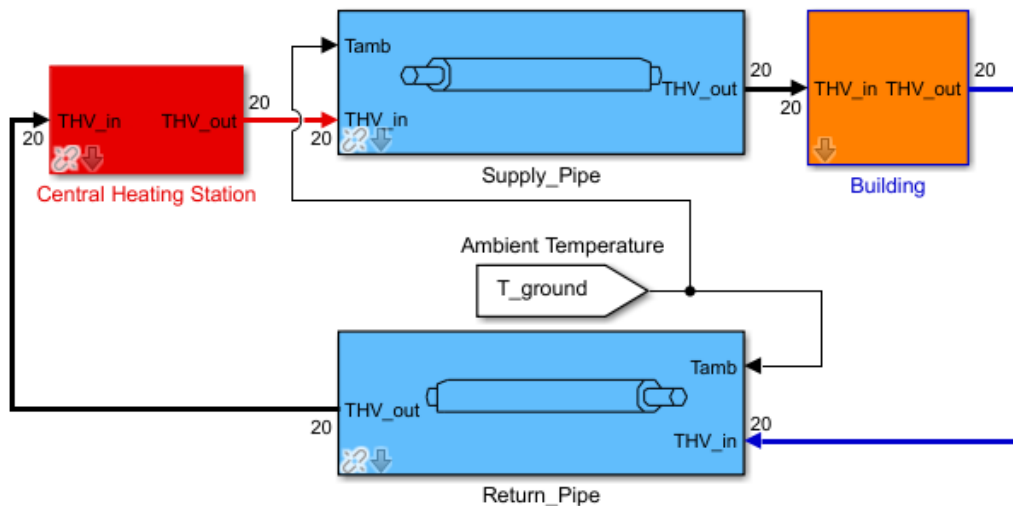 Tamb
THV_in
THV_out
Supply_Pipe
20
20
20
20
THV_in THV_out
Building
20
20
THV_in THV_out
Central Heating Station
20
Ambient Temperature
T_ground
Tamb
THV_out
THV_in
20
20
Return_Pipe